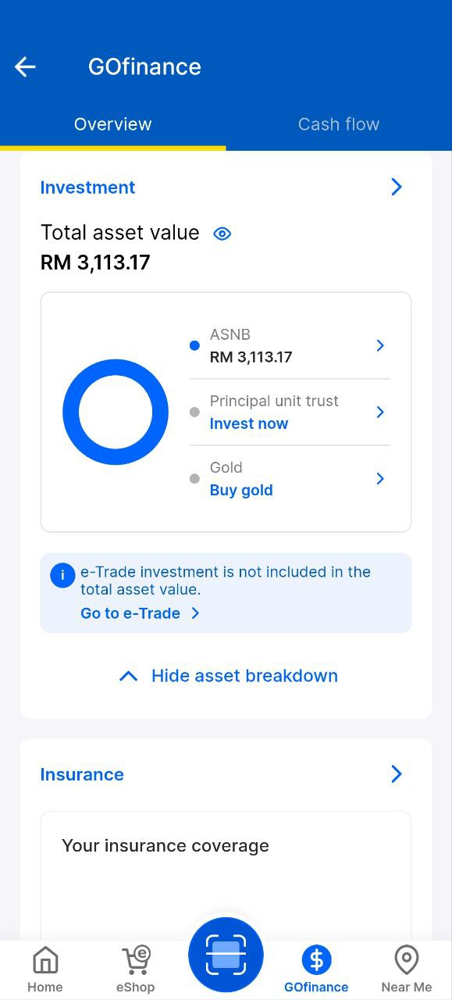 GOfinance
Overview
Cash flow
Investment
Total asset value
RM 3,113.17
ASNB
RM 3,113.17
Principal unit trust
Invest now
Gold
Buy gold
i
e-Trade investment is not included in the
total asset value.
Go to e-Trade
Hide asset breakdown
Insurance
Your insurance coverage
e
$
Home
eShop
GOfinance
Near Me